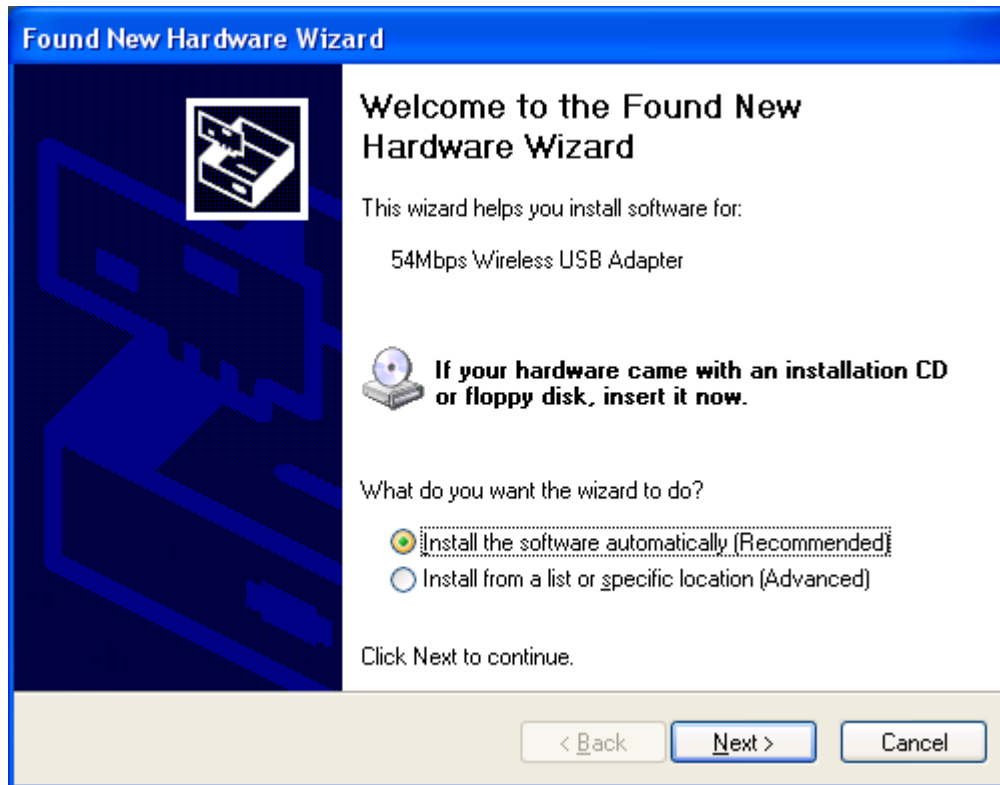 Found New Hardware Wizard
Welcome to the Found New
Hardware Wizard
This wizard helps you install software for:
54Mbps Wireless USB Adapter
If your hardware came with an installation CD
or floppy disk, insert it now.
What do you want the wizard to do?
Install the software automatically (Recommended)
Install from a list or specific location (Advanced)
Click Next to continue.
< Back Next > Cancel